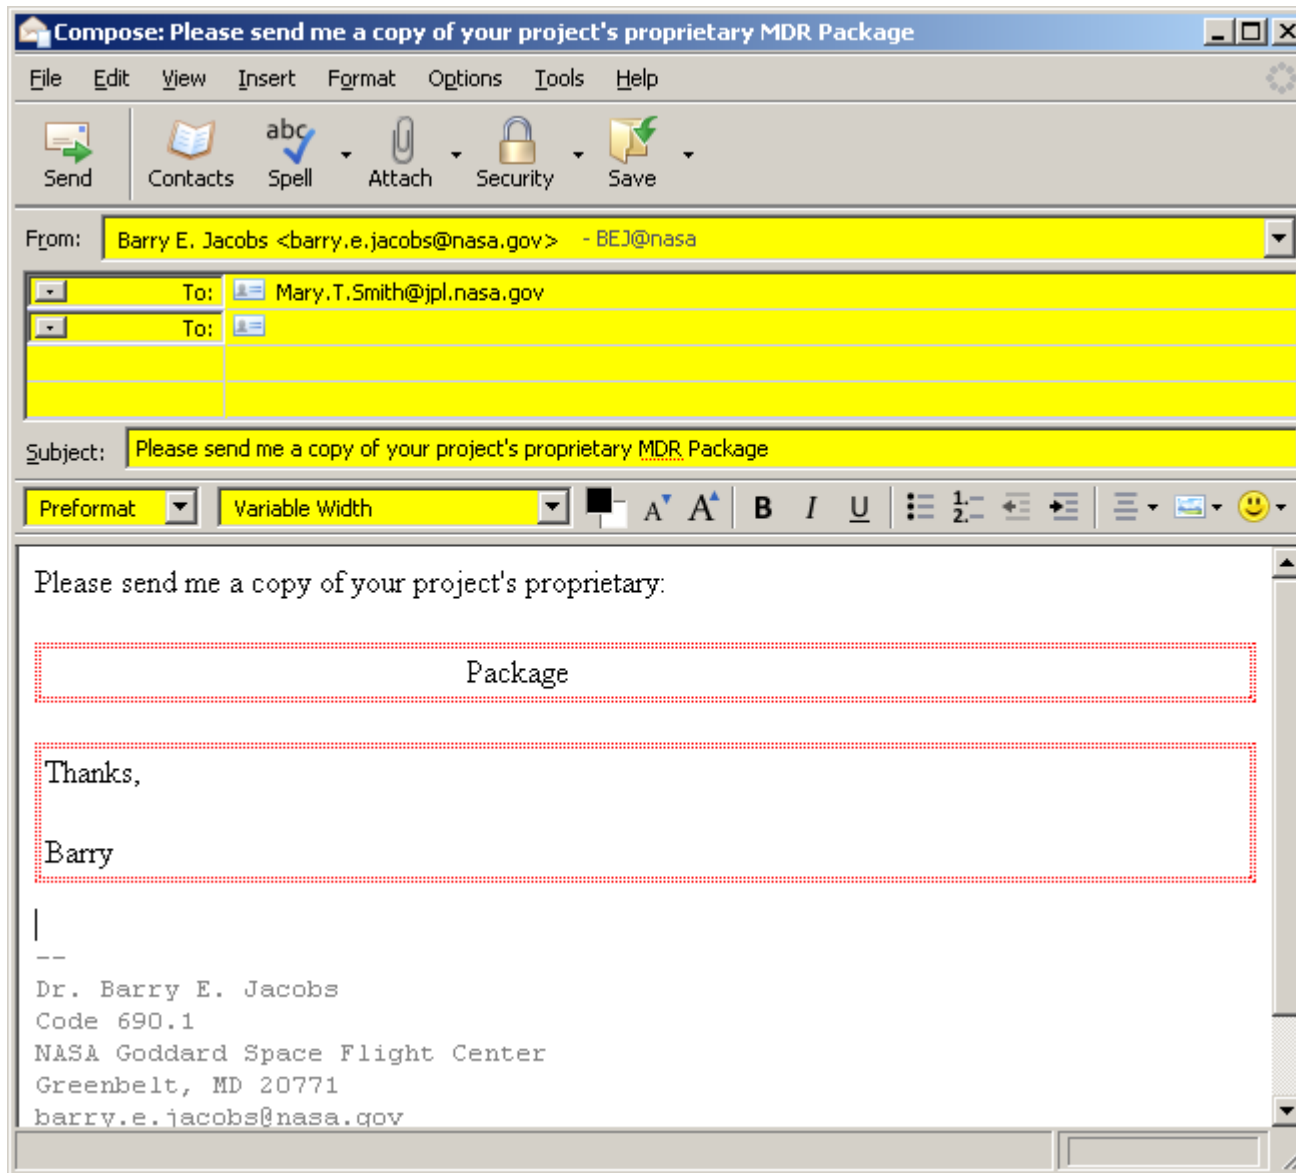 Compose: Please send me a copy of your project's proprietary MDR Package
File Edit View Insert Format Options Tools Help
abc
Send Contacts Spell Attach Security Save
From: Barry E. Jacobs <barry.e.jacobs@nasa.gov> - BEJ@nasa
To: Mary.T.Smith@jpl.nasa.gov
To:
Subject: Please send me a copy of your project's proprietary MDR Package
Preformat Variable Width A A B I U 1. 2.
Please send me a copy of your project's proprietary:
Package
Thanks,
Barry
--
Dr. Barry E. Jacobs
Code 690.1
NASA Goddard Space Flight Center
Greenbelt, MD 20771
barry.e.jacobs@nasa.gov